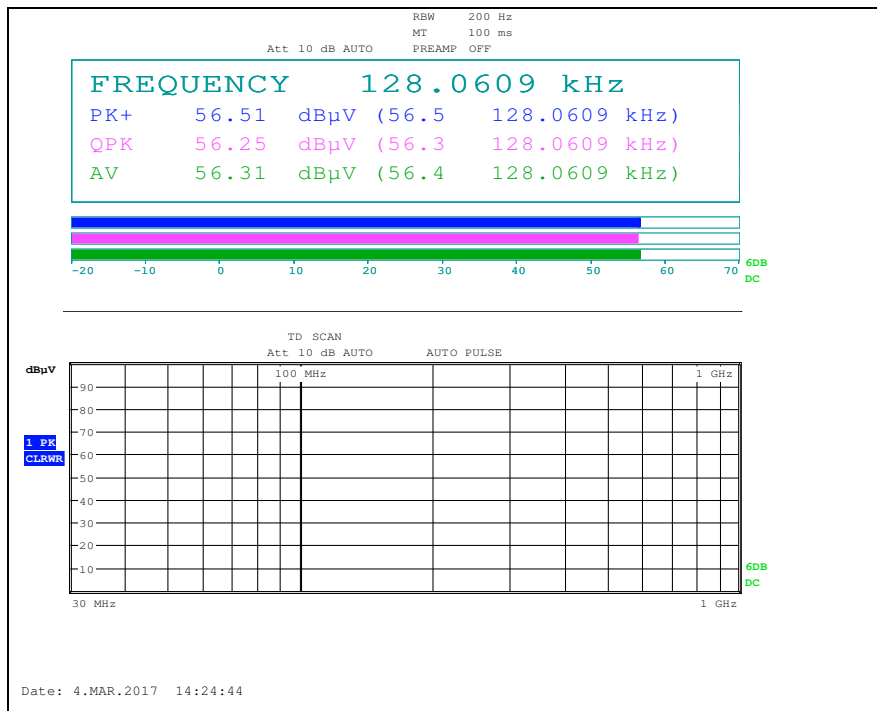 RBW 200 Hz
MT 100 ms
Att 10 dB AUTO PREAMP OFF
FREQUENCY 128.0609 kHz
PK+ 56.51 dBµV (56.5 128.0609 kHz)
QPK 56.25 dBµV (56.3 128.0609 kHz)
AV 56.31 dBµV (56.4 128.0609 kHz)
-20 -10 0 10 20 30 40 50 60 70
6DB
DC
TD SCAN
Att 10 dB AUTO AUTO PULSE
dBµV
100 MHz 1 GHz
90
80
70
1 PK
CLRWR
60
50
40
30
20
10
6DB
DC
30 MHz 1 GHz
Date: 4.MAR.2017 14:24:44